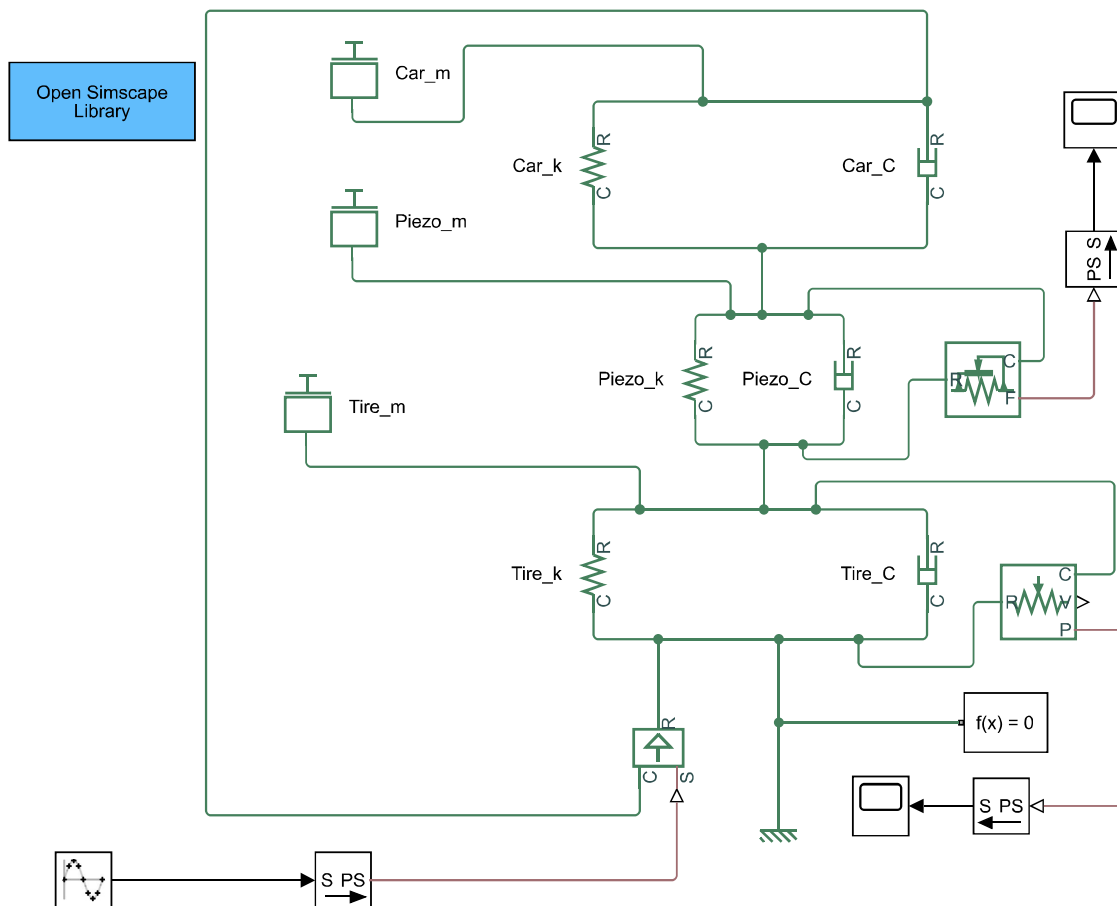 Open Simscape
Library
Car_m
Car_k
R
C
Car_C
R
C
Piezo_m
PS S
Piezo_k
R
C
Piezo_C
R
C
R
C
F
Tire_m
Tire_k
R
C
Tire_C
R
C
R
C
V
P
R
C
S
f(x) = 0
S PS
S PS